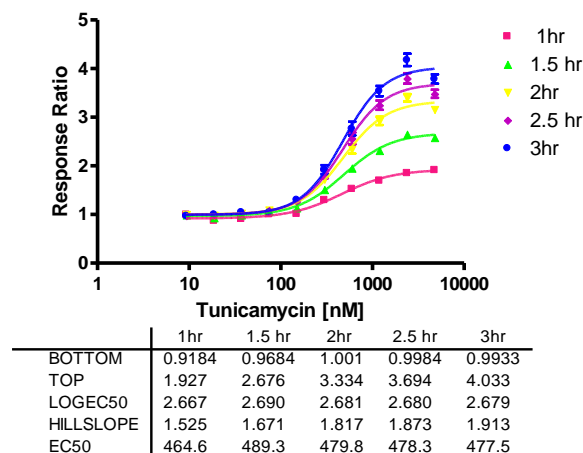 5
4
3
2
1
0
Response Ratio
1 10 100 1000 10000
Tunicamycin [nM]
1hr
1.5 hr
2hr
2.5 hr
3hr
1hr 1.5 hr 2hr 2.5 hr 3hr
BOTTOM 0.9184 0.9684 1.001 0.9984 0.9933
TOP 1.927 2.676 3.334 3.694 4.033
LOGEC50 2.667 2.690 2.681 2.680 2.679
HILLSLOPE 1.525 1.671 1.817 1.873 1.913
EC50 464.6 489.3 479.8 478.3 477.5